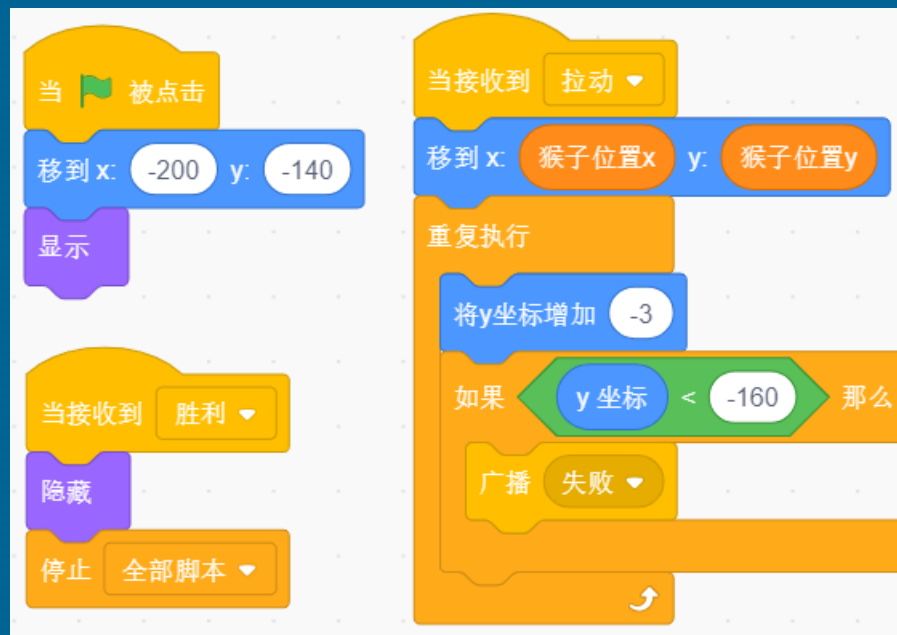 当 被点击
移到 x: -200 y: -140
显示
当接收到 胜利
隐藏
停止 全部脚本
当接收到 拉动
移到 x: 猴子位置x y: 猴子位置y
重复执行
将y坐标增加 -3
如果 y 坐标 < -160 那么
广播 失败